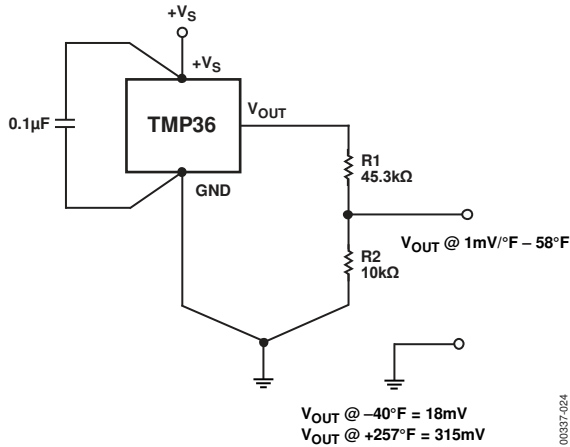 +VS
+VS
0.1µF
TMP36
VOUT
GND
R1
45.3kΩ
VOUT @ 1mV/°F – 58°F
R2
10kΩ
VOUT @ –40°F = 18mV
VOUT @ +257°F = 315mV
00337-024